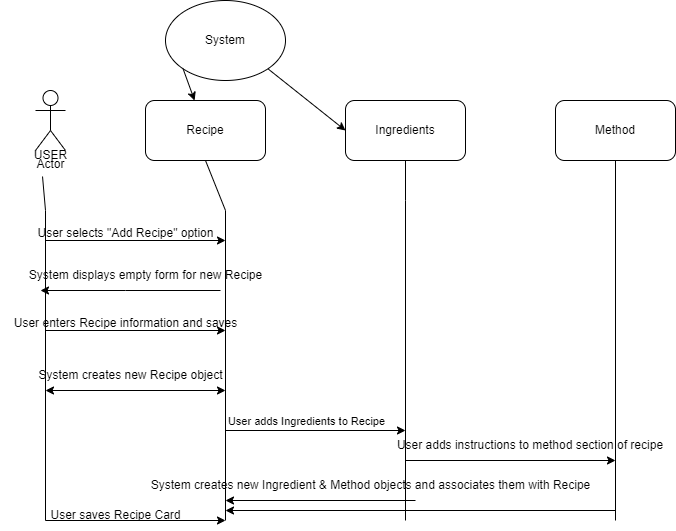 System
Recipe
Ingredients
Method
USER
Actor
User selects "Add Recipe" option
System displays empty form for new Recipe
User enters Recipe information and saves
System creates new Recipe object
User adds Ingredients to Recipe
User adds instructions to method section of recipe
System creates new Ingredient & Method objects and associates them with Recipe
User saves Recipe Card